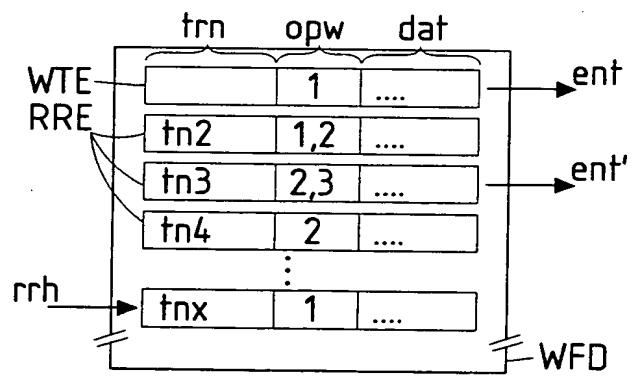 trn opw dat
WTE 1 .... ent
RRE tn2 1,2 ....
tn3 2,3 .... ent'
tn4 2 ....
rrh tnx 1 ....
WFD